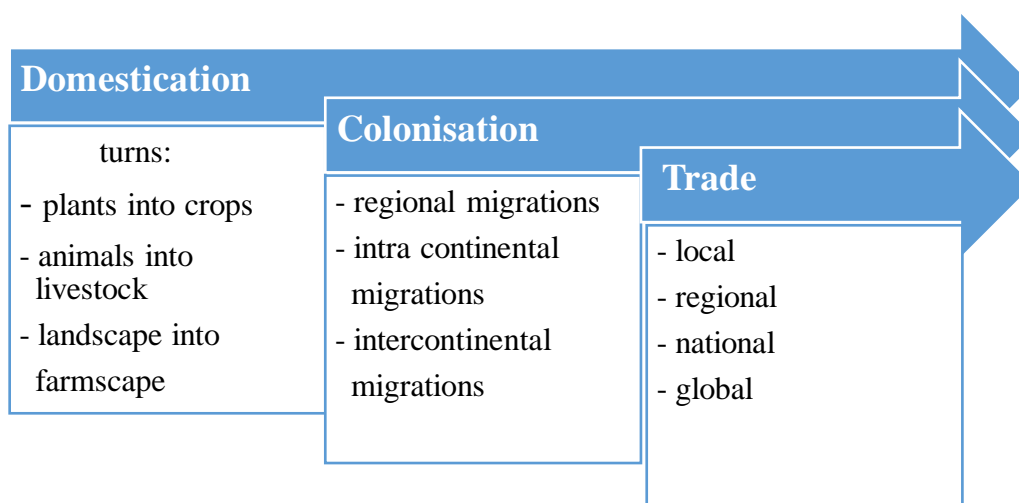 Domestication
turns:
- plants into crops
- animals into
livestock
- landscape into
farmscape
Colonisation
- regional migrations
- intra continental
migrations
- intercontinental
migrations
Trade
- local
- regional
- national
- global